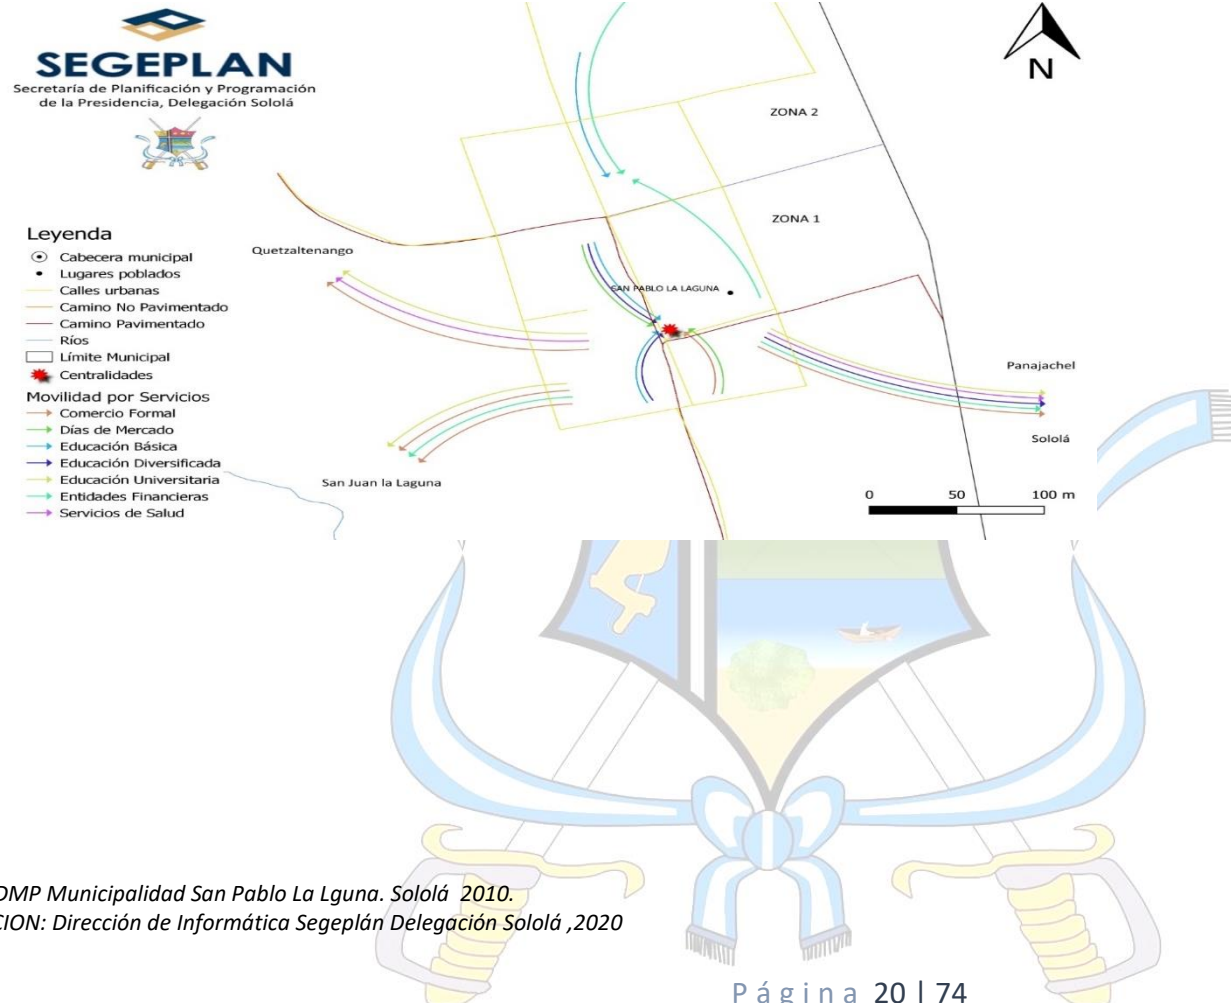 SEGEPLAN
Secretaría de Planificación y Programación
de la Presidencia, Delegación Sololá
N
ZONA 2
ZONA 1
Leyenda
Cabecera municipal
Lugares poblados
Calles urbanas
Camino No Pavimentado
Camino Pavimentado
Ríos
Límite Municipal
Centralidades
Movilidad por Servicios
Comercio Formal
Días de Mercado
Educación Básica
Educación Diversificada
Educación Universitaria
Entidades Financieras
Servicios de Salud
Quetzaltenango
SAN PABLO LA LAGUNA
Panajachel
Sololá
San Juan la Laguna
0 50 100 m
DMP Municipalidad San Pablo La Lguna. Sololá 2010.
CION: Dirección de Informática Segeplán Delegación Sololá ,2020
Página 20 | 74